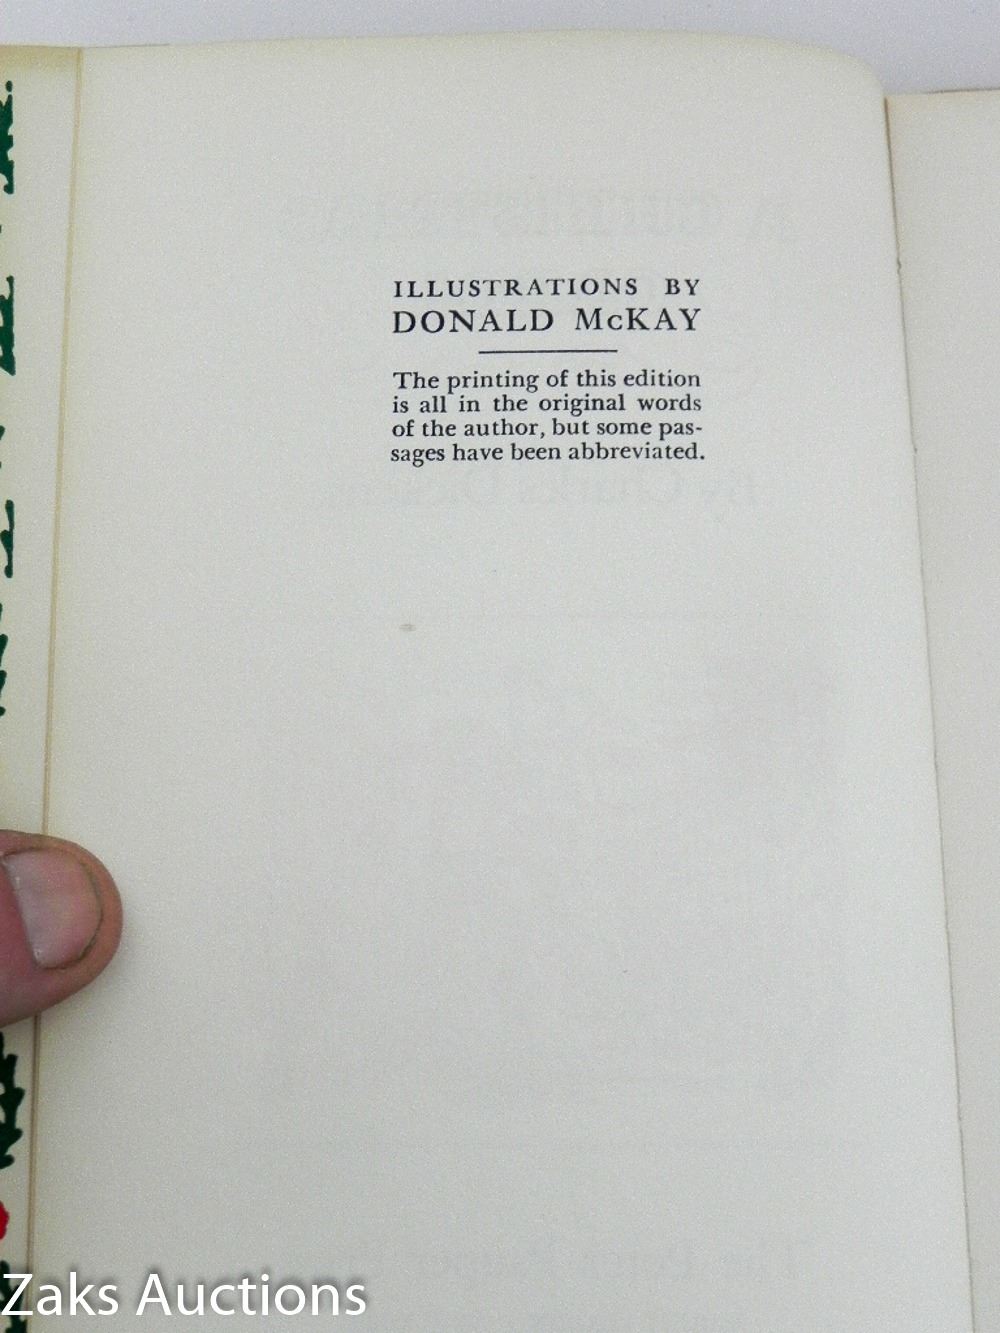 ILLUSTRATIONS BY
DONALD McKAY
The printing of this edition
is all in the original words
of the author, but some pas-
sages have been abbreviated.
Zaks Auctions